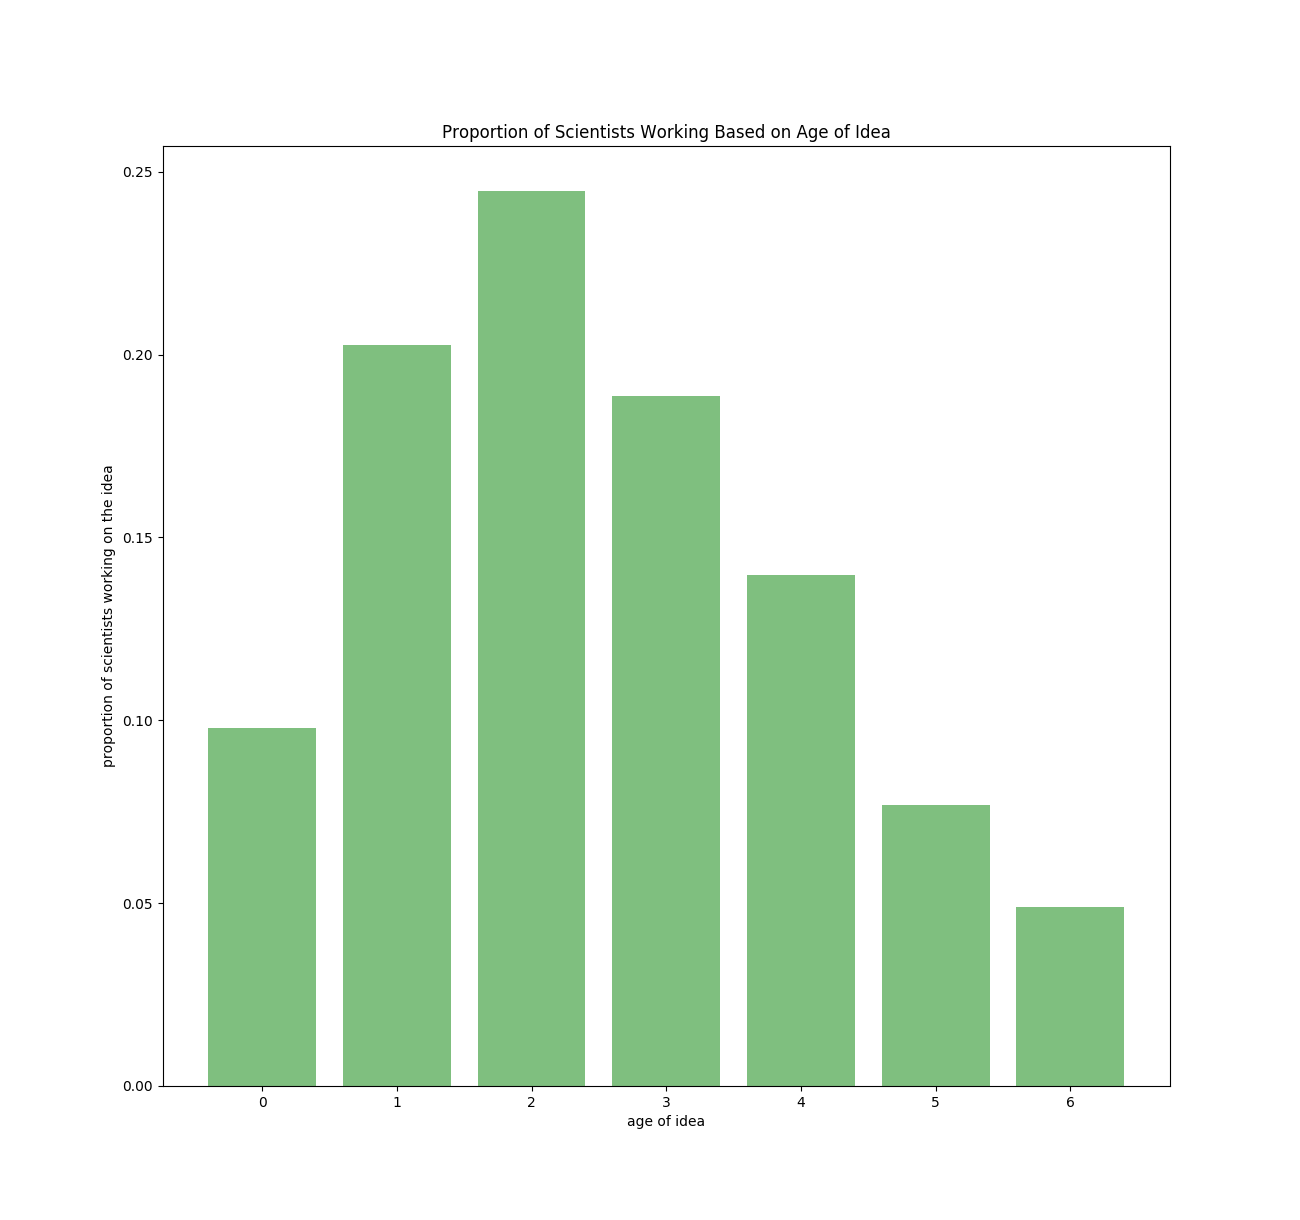 Proportion of Scientists Working Based on Age of Idea
proportion of scientists working on the idea
0.25
0.20
0.15
0.10
0.05
0.00
0 1 2 3 4 5 6
age of idea